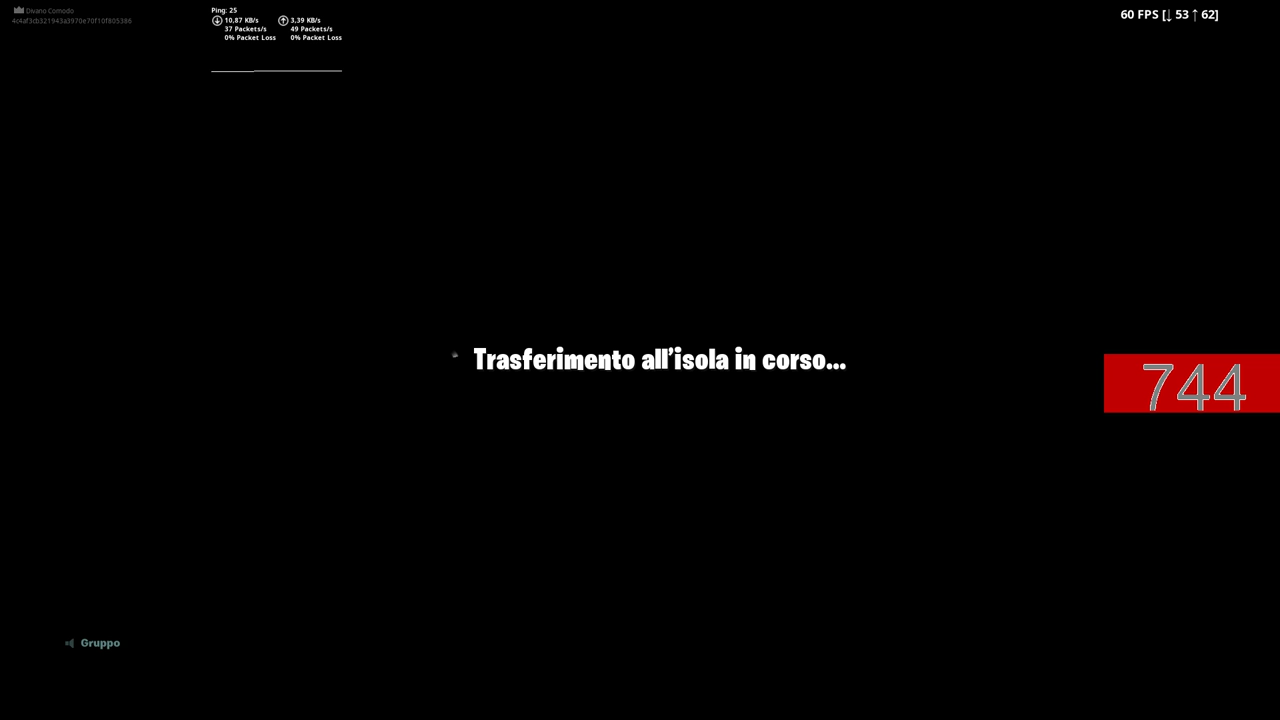 Divano Comodo
4c4af3cb321943a3970e70f10f805386
Ping: 25
10,87 KB/s 3,39 KB/s
37 Packets/s 49 Packets/s
0% Packet Loss 0% Packet Loss
60 FPS [↓ 53 ↑ 62]
Trasferimento all'isola in corso...
744
Gruppo